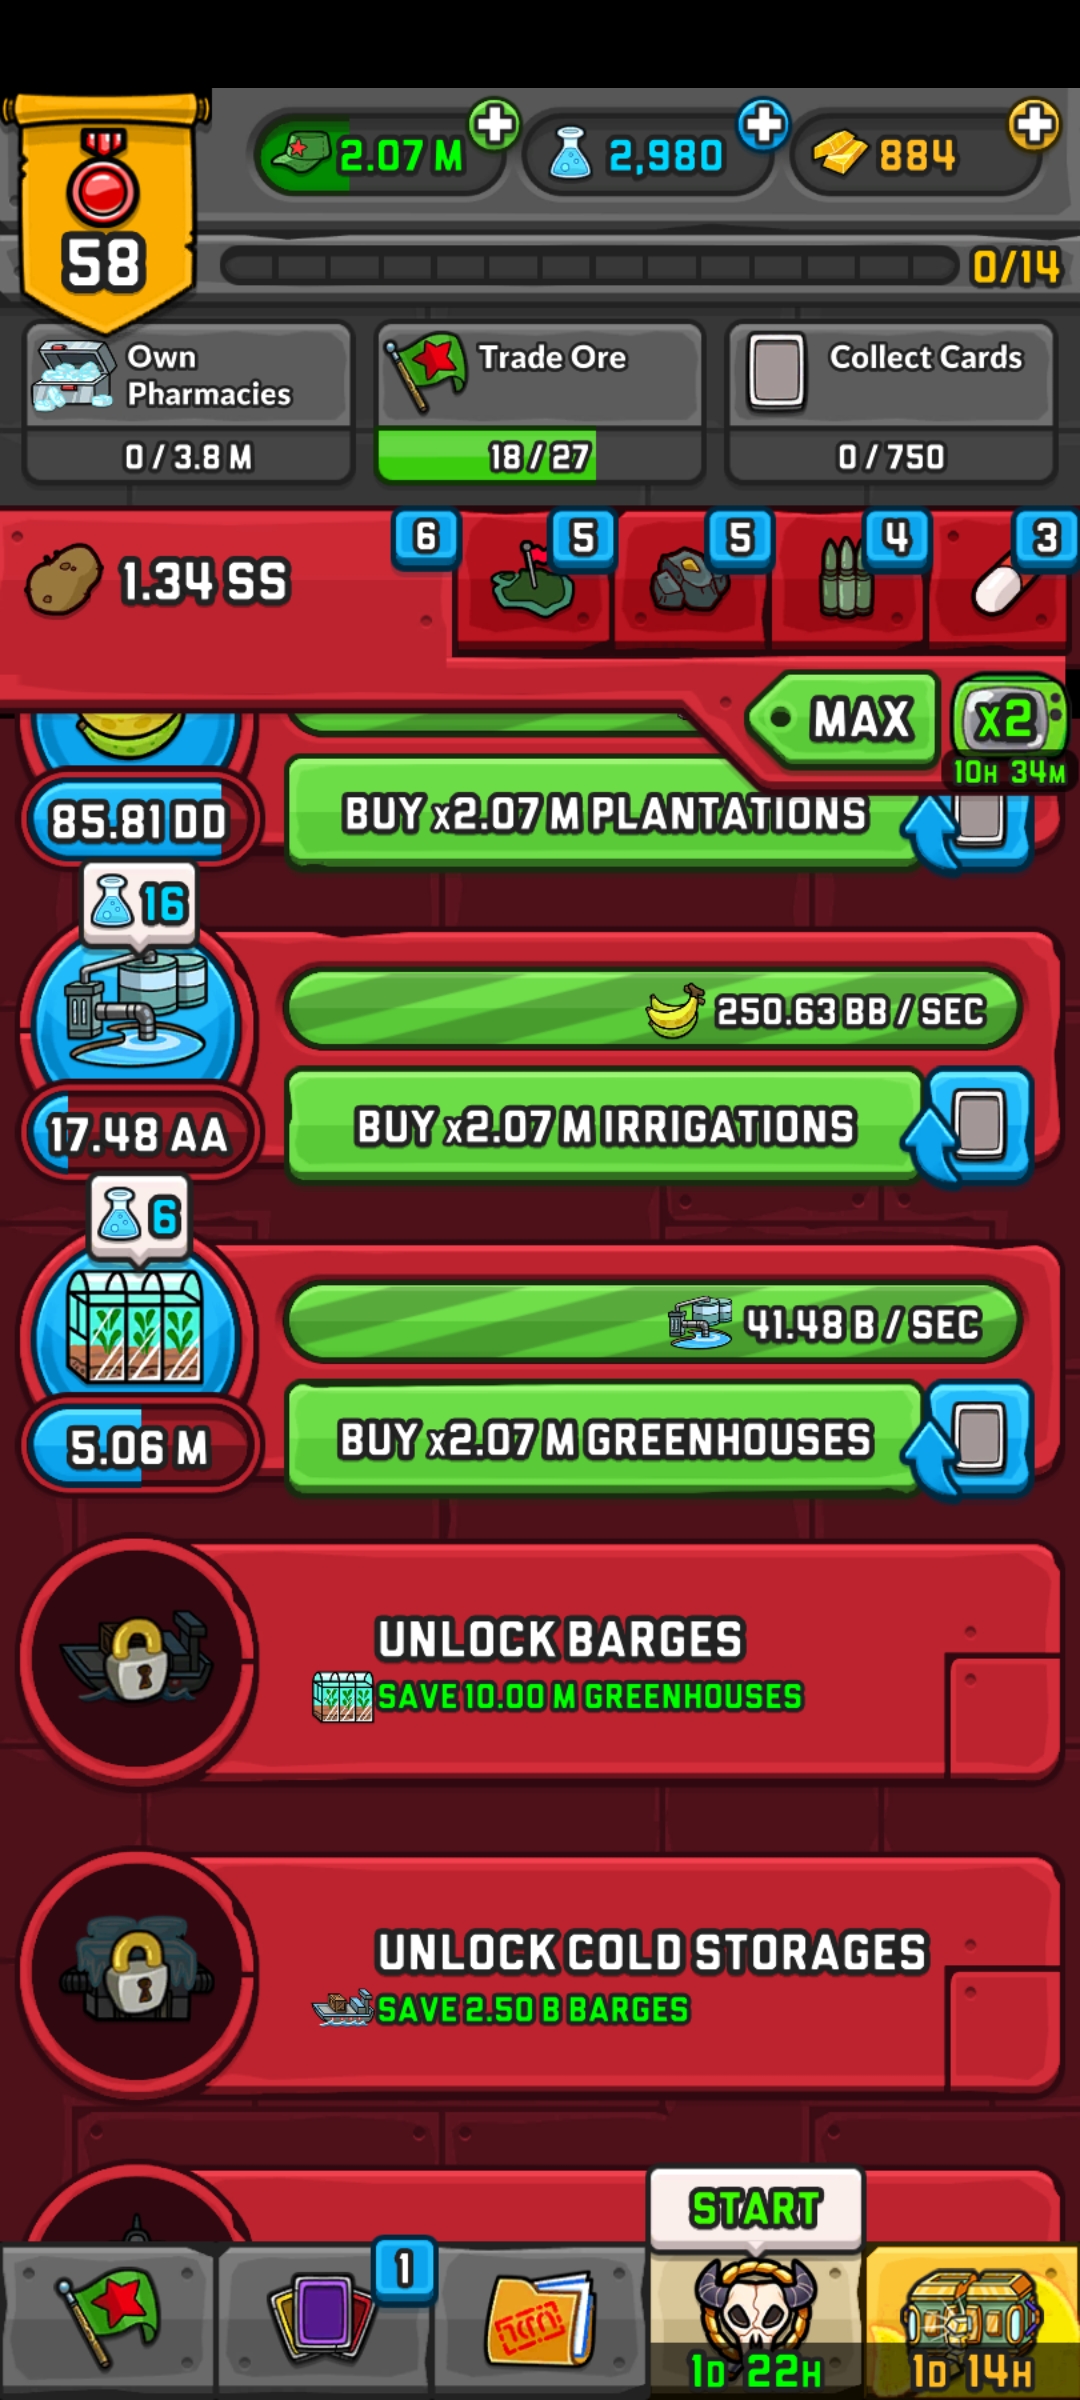 2.07 M
2,980
884
58
0/14
Own
Pharmacies
0 / 3.8 M
Trade Ore
18 / 27
Collect Cards
0 / 750
1.34 SS
6
5
5
4
3
MAX
x2
10H 34M
85.81 DD
BUY x2.07 M PLANTATIONS
16
250.63 BB / SEC
17.48 AA
BUY x2.07 M IRRIGATIONS
6
41.48 B / SEC
5.06 M
BUY x2.07 M GREENHOUSES
UNLOCK BARGES
SAVE 10.00 M GREENHOUSES
UNLOCK COLD STORAGES
SAVE 2.50 B BARGES
START
1
1D 22H
1D 14H